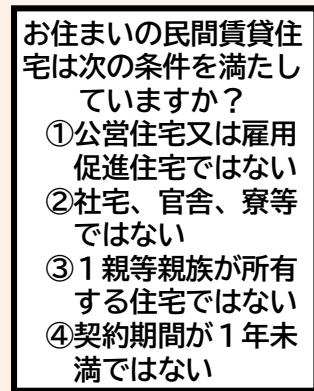 お住まいの民間賃貸住
宅は次の条件を満たし
ていますか？
①公営住宅又は雇用
促進住宅ではない
②社宅、官舎、寮等
ではない
③１親等親族が所有
する住宅ではない
④契約期間が１年未
満ではない